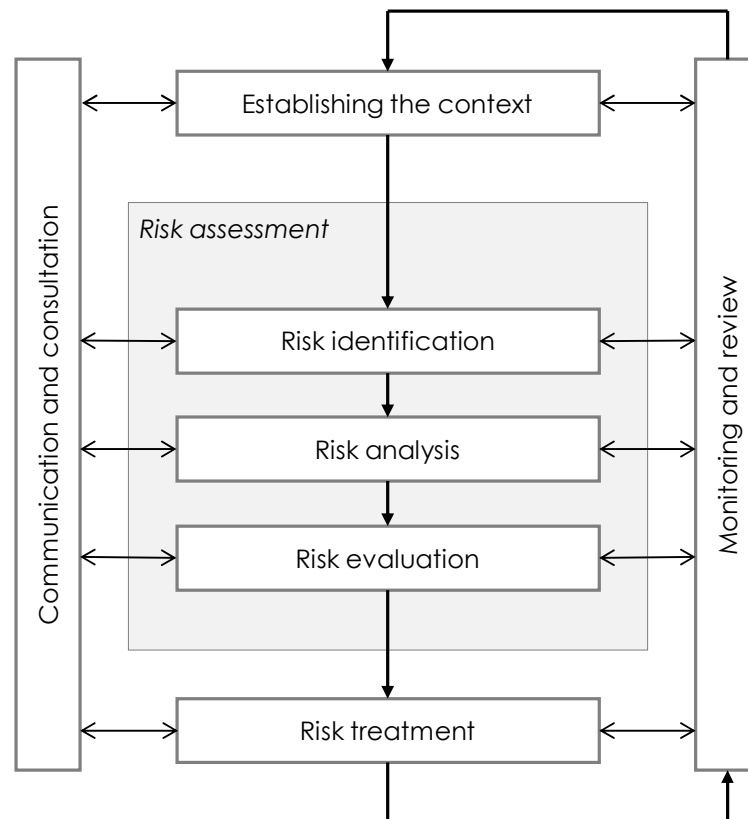 Establishing the context
Communication and consultation
Risk assessment
Risk identification
Risk analysis
Risk evaluation
Monitoring and review
Risk treatment